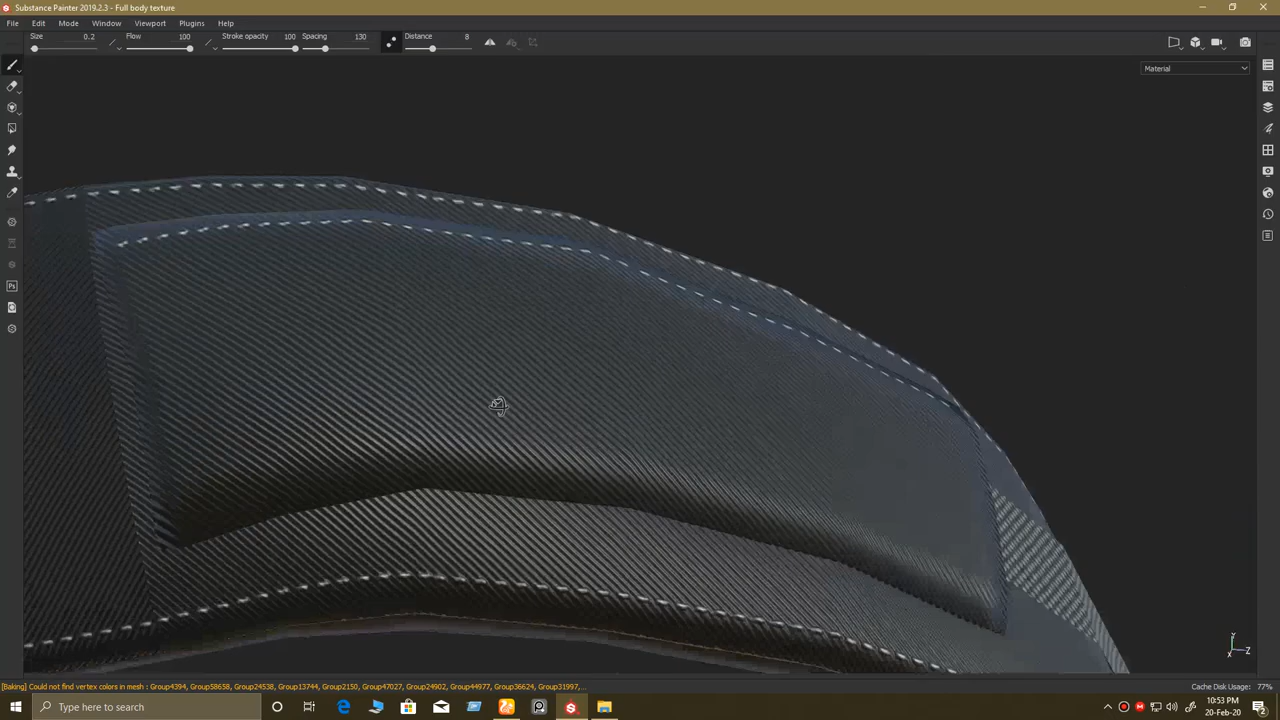 Substance Painter 2019.2.3 - Full body texture
File Edit Mode Window Viewport Plugins Help
Size 0.2 Flow 100 Stroke opacity 100 Spacing 130 Distance 8
Material
Ps
Y
X Z
[Baking] Could not find vertex colors in mesh : Group4394, Group58658, Group24538, Group13744, Group2150, Group47027, Group24902, Group44977, Group36624, Group31997,...
Cache Disk Usage: 77%
Type here to search
10:53 PM
20-Feb-20
2